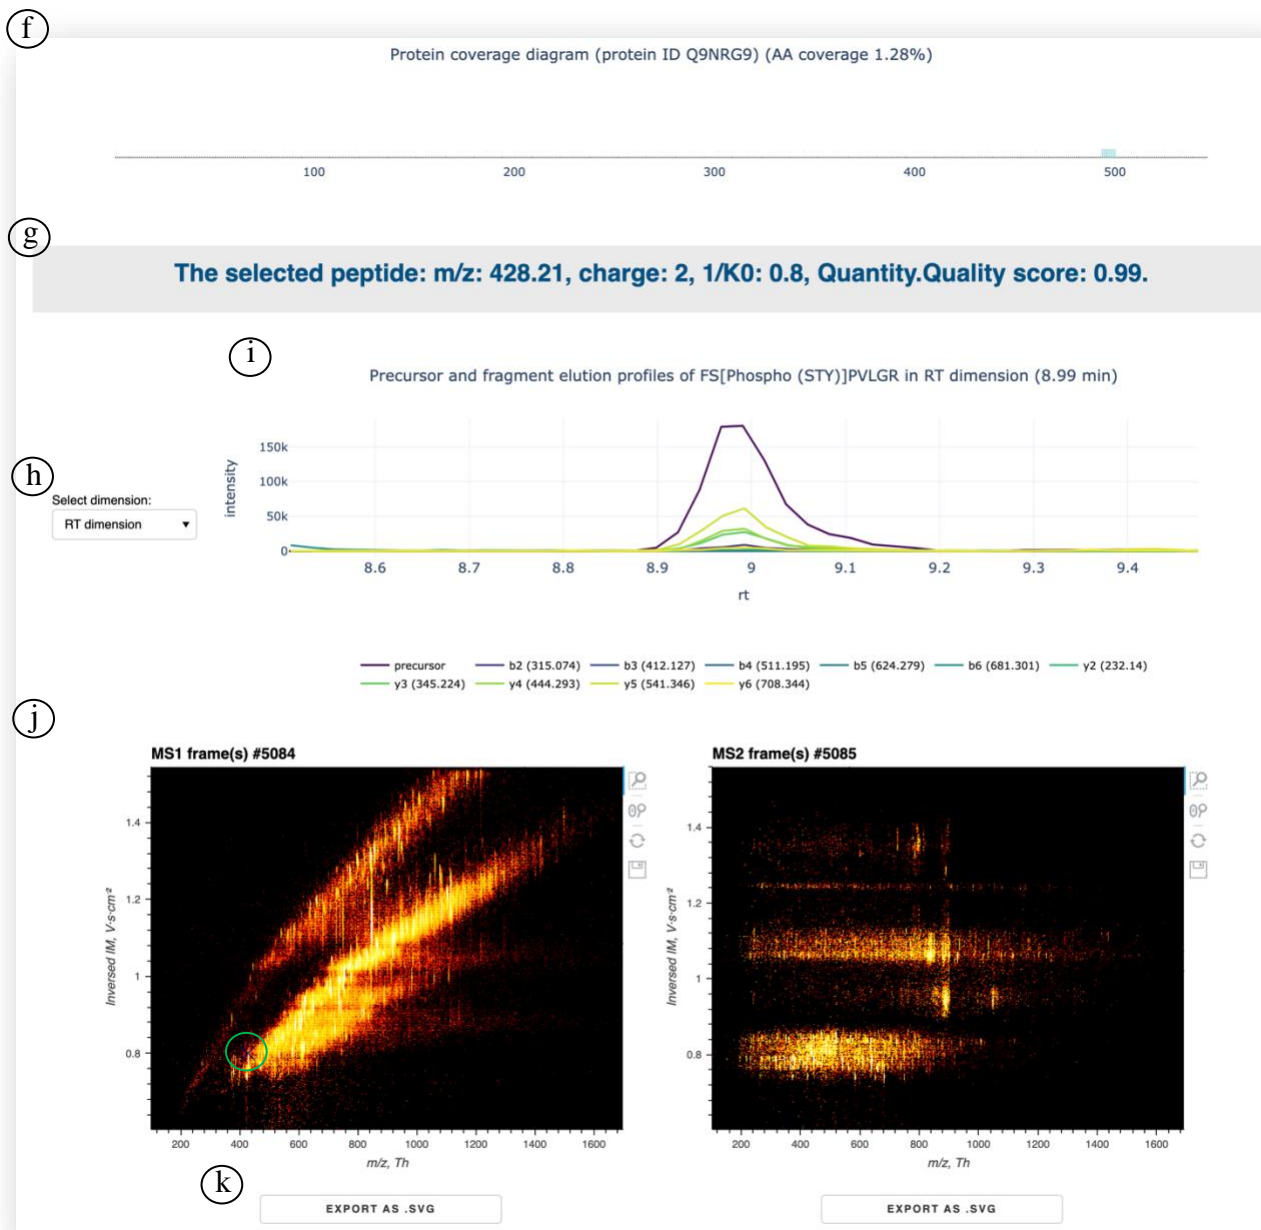 f
Protein coverage diagram (protein ID Q9NRG9) (AA coverage 1.28%)
100 200 300 400 500
g
The selected peptide: m/z: 428.21, charge: 2, 1/K0: 0.8, Quantity.Quality score: 0.99.
i
Precursor and fragment elution profiles of FS[Phospho (STY)]PVLGR in RT dimension (8.99 min)
h
Select dimension:
RT dimension
intensity
150k
100k
50k
0
8.6 8.7 8.8 8.9 9 9.1 9.2 9.3 9.4
rt
precursor b2 (315.074) b3 (412.127) b4 (511.195) b5 (624.279) b6 (681.301) y2 (232.14)
y3 (345.224) y4 (444.293) y5 (541.346) y6 (708.344)
j
MS1 frame(s) #5084
Inversed IM, V·s·cm⁻²
1.4
1.2
1
0.8
200 400 600 800 1000 1200 1400 1600
m/z, Th
MS2 frame(s) #5085
Inversed IM, V·s·cm⁻²
1.4
1.2
1
0.8
200 400 600 800 1000 1200 1400 1600
m/z, Th
k
EXPORT AS .SVG
EXPORT AS .SVG